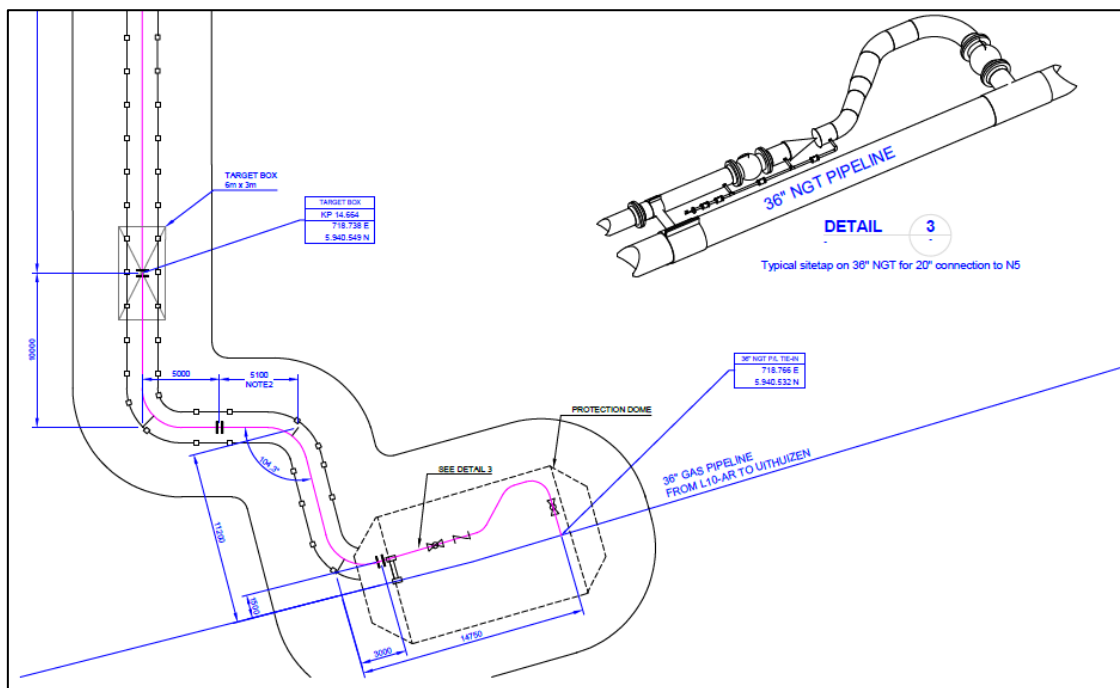 TARGET BOX
6m x 3m
TARGET BOX
KP 14.664
718.738 E
5.940.549 N
36" NGT PIPELINE
DETAIL 3
-
-
Typical sitetap on 36" NGT for 20" connection to N5
10000
5000
5100
NOTE2
36" NGT P/L TIE-IN
718.766 E
5.940.532 N
PROTECTION DOME
104.3°
SEE DETAIL 3
36" GAS PIPELINE
FROM L10-AR TO UITHUIZEN
11200
1500
3000
14750